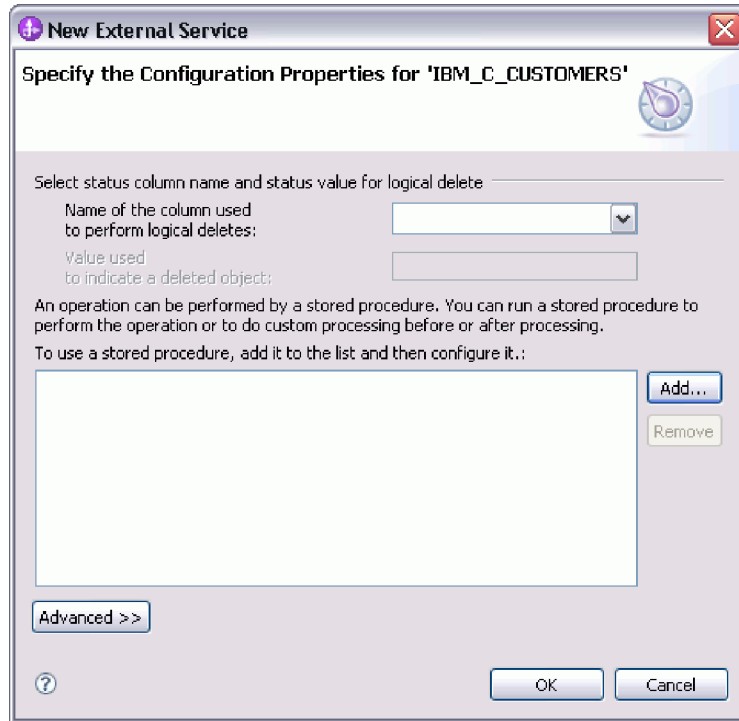 New External Service
Specify the Configuration Properties for 'IBM_C_CUSTOMERS'
Select status column name and status value for logical delete
Name of the column used
to perform logical deletes:
Value used
to indicate a deleted object:
An operation can be performed by a stored procedure. You can run a stored procedure to
perform the operation or to do custom processing before or after processing.
To use a stored procedure, add it to the list and then configure it.:
Add...
Remove
Advanced >>
?
OK
Cancel